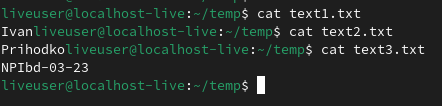 liveuser@localhost-live:~/temp$ cat text1.txt
Ivanliveuser@localhost-live:~/temp$ cat text2.txt
Prihodkoliveuser@localhost-live:~/temp$ cat text3.txt
NPIbd-03-23
liveuser@localhost-live:~/temp$